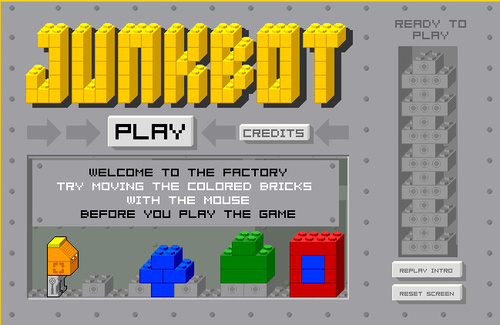 JUNKBOT
READY TO
PLAY
PLAY
CREDITS
WELCOME TO THE FACTORY
TRY MOVING THE COLORED BRICKS
WITH THE MOUSE
BEFORE YOU PLAY THE GAME
REPLAY INTRO
RESET SCREEN